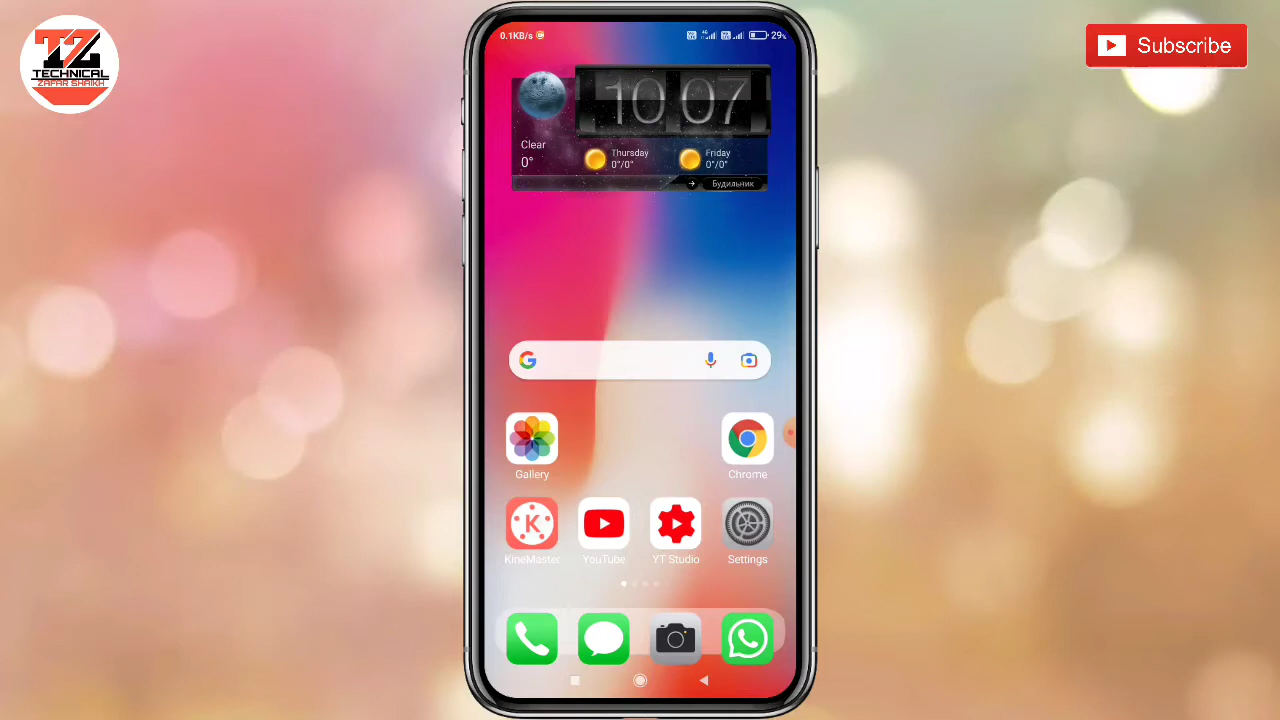 TZ
TECHNICAL
ZAFAR SHAIKH
Subscribe
0.1KB/s
4G
29%
10 07
Clear
0°
Thursday
0°/0°
Friday
0°/0°
Будильник
Gallery
Chrome
KineMaster
YouTube
YT Studio
Settings